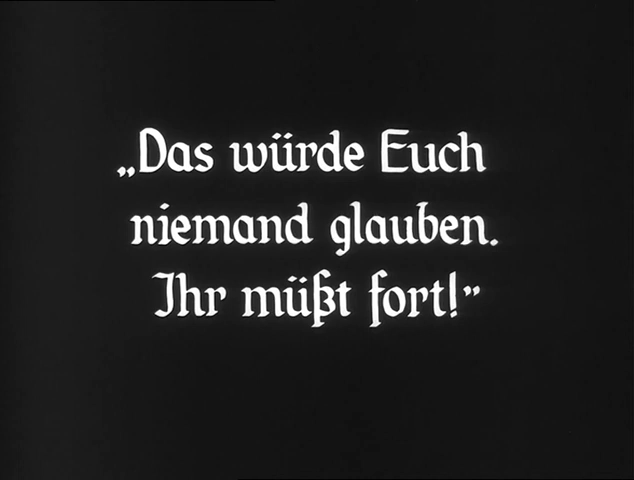 „Das würde Euch
niemand glauben.
Ihr müßt fort!”